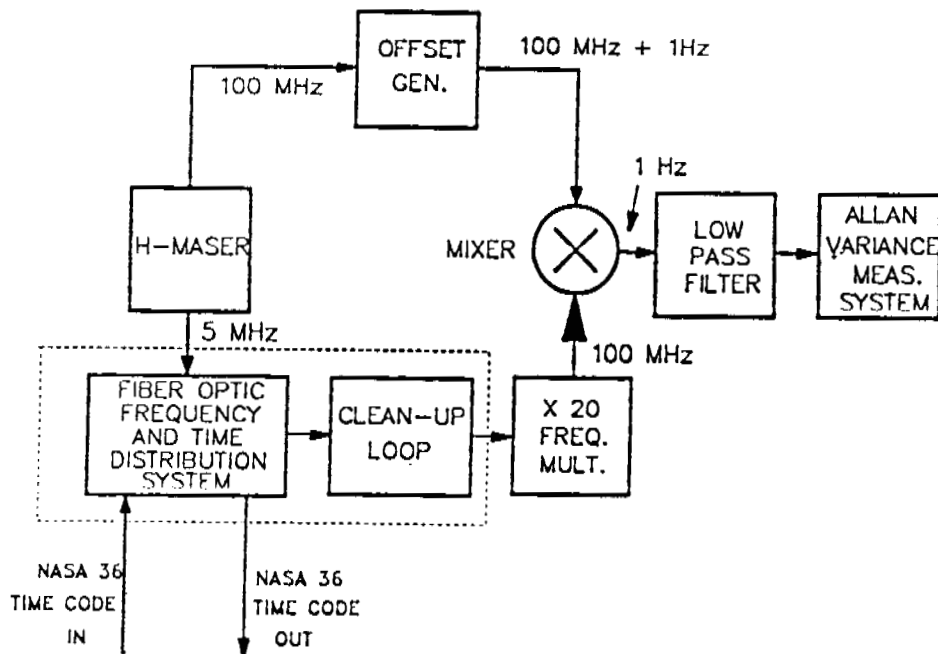 OFFSET
GEN.
100 MHz
100 MHz + 1Hz
H-MASER
1 Hz
MIXER
LOW
PASS
FILTER
ALLAN
VARIANCE
MEAS.
SYSTEM
5 MHz
100 MHz
FIBER OPTIC
FREQUENCY
AND TIME
DISTRIBUTION
SYSTEM
CLEAN-UP
LOOP
X 20
FREQ.
MULT.
NASA 36
TIME CODE
IN
NASA 36
TIME CODE
OUT